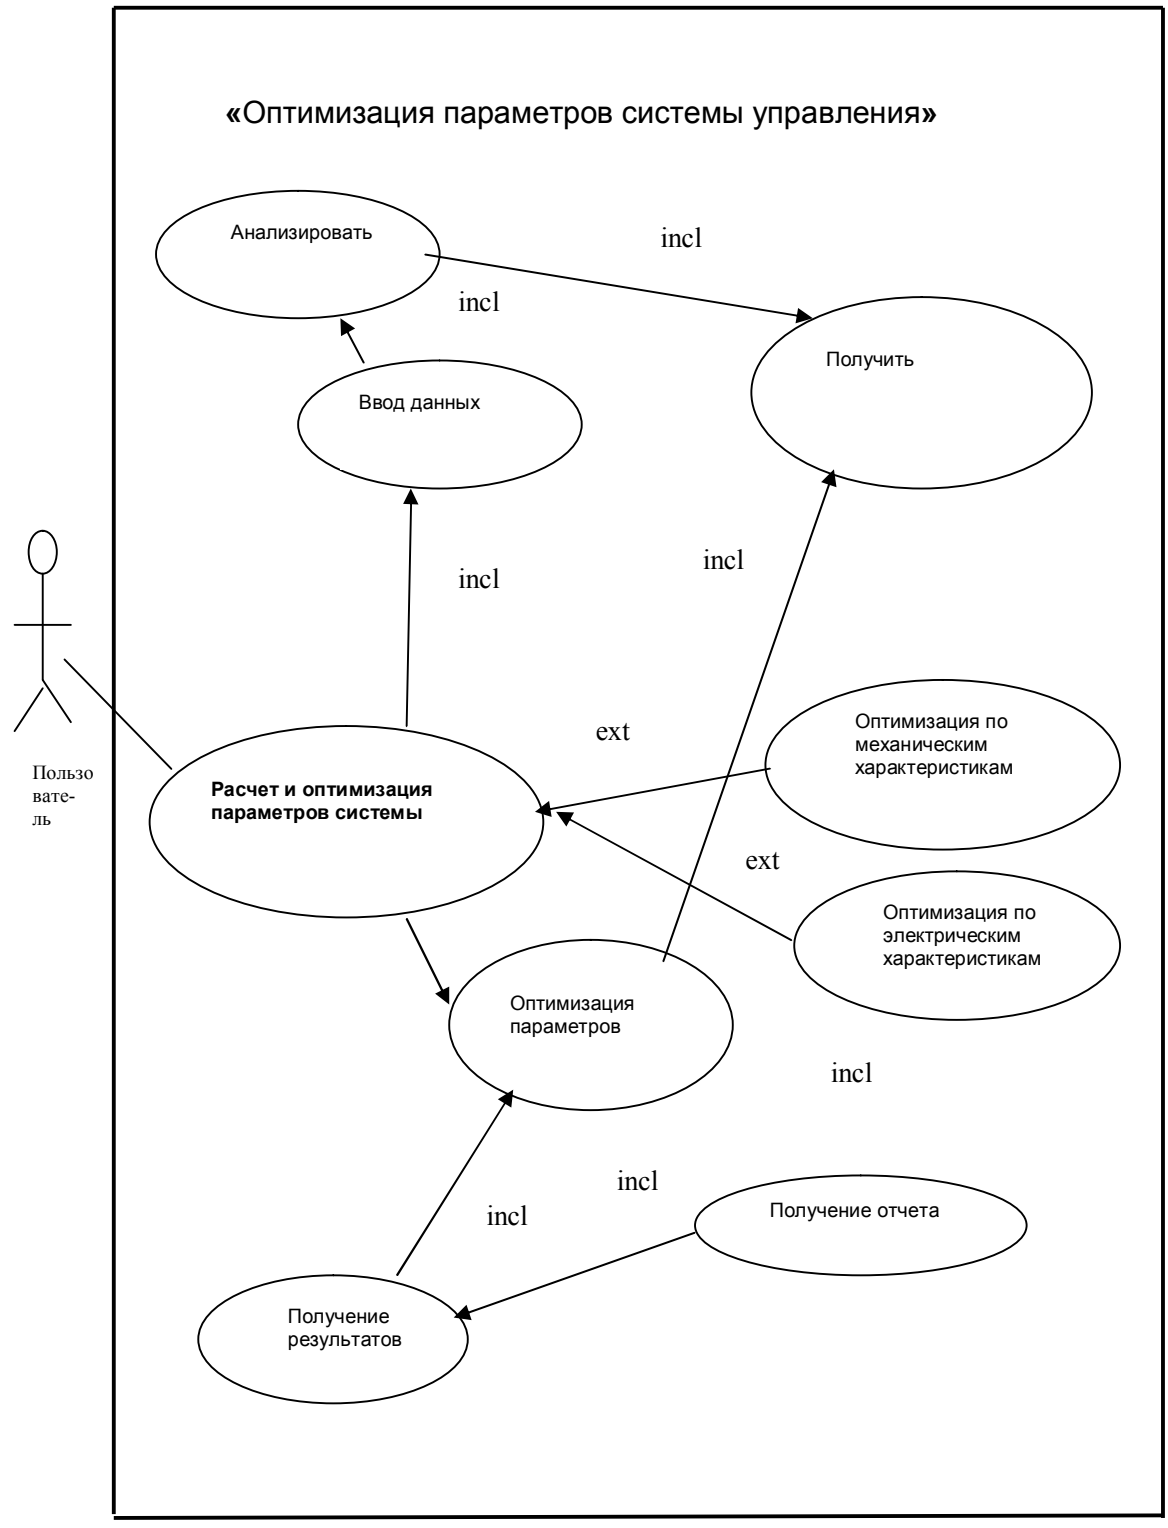 «Оптимизация параметров системы управления»
Анализировать
incl
incl
Получить
Ввод данных
incl
incl
Оптимизация по
механическим
характеристикам
ext
Пользо
вате-
ль
Расчет и оптимизация
параметров системы
ext
Оптимизация по
электрическим
характеристикам
Оптимизация
параметров
incl
incl
incl
Получение отчета
Получение
результатов